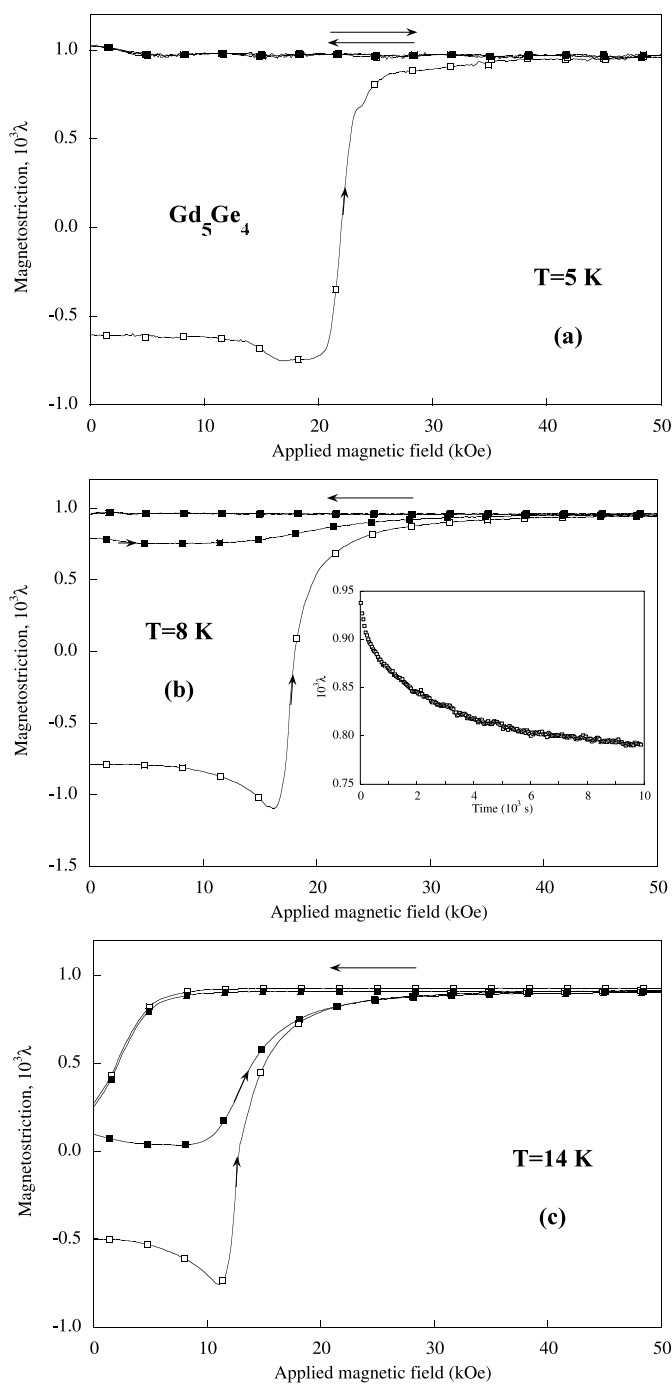 1.0
0.5
0.0
-0.5
-1.0
Magnetostriction, 10³λ
Gd₅Ge₄
T=5 K
(a)
0 10 20 30 40 50
Applied magnetic field (kOe)
1.0
0.5
0.0
-0.5
-1.0
-1.5
Magnetostriction, 10³λ
T=8 K
(b)
0.95
0.90
0.85
0.80
0.75
10³λ
0 2 4 6 8 10
Time (10³ s)
0 10 20 30 40 50
Applied magnetic field (kOe)
1.0
0.5
0.0
-0.5
-1.0
Magnetostriction, 10³λ
T=14 K
(c)
0 10 20 30 40 50
Applied magnetic field (kOe)